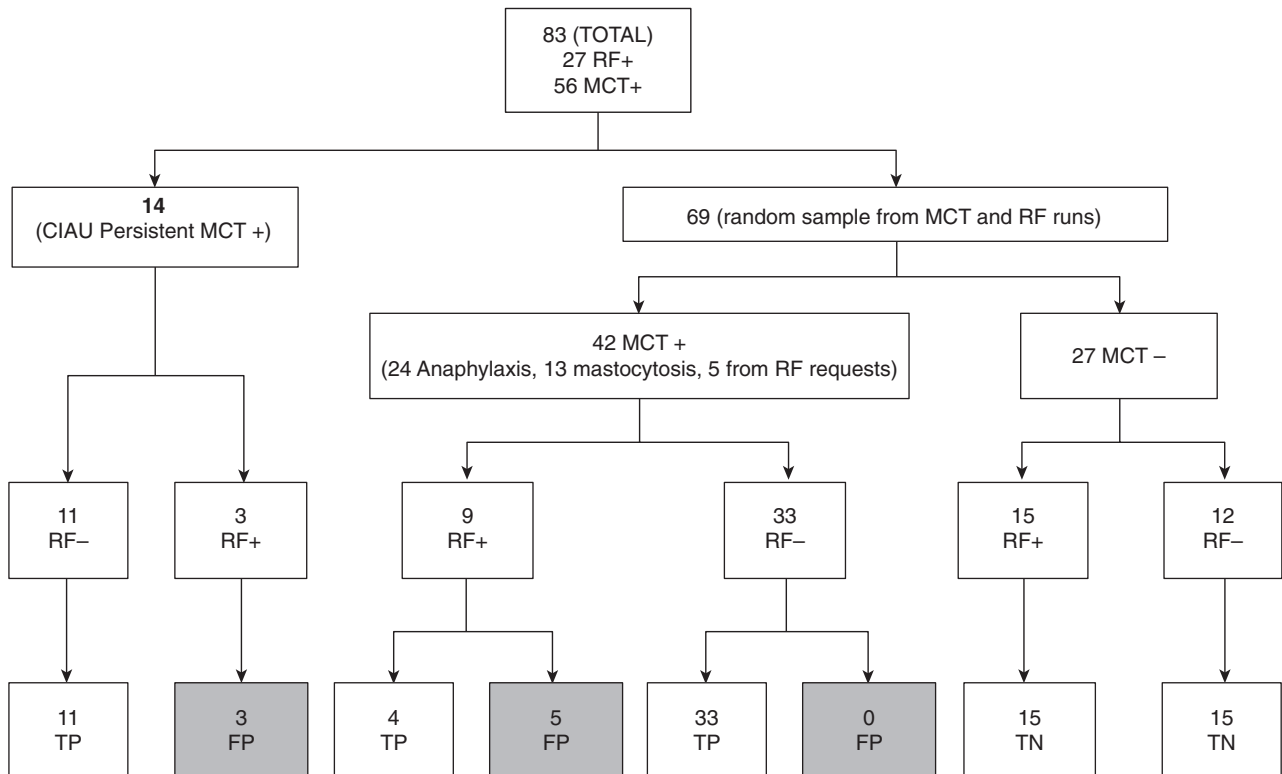 83 (TOTAL)
27 RF+
56 MCT+
14
(CIAU Persistent MCT +)
69 (random sample from MCT and RF runs)
42 MCT +
(24 Anaphylaxis, 13 mastocytosis, 5 from RF requests)
27 MCT –
11
RF–
3
RF+
9
RF+
33
RF–
15
RF+
12
RF–
11
TP
3
FP
4
TP
5
FP
33
TP
0
FP
15
TN
15
TN